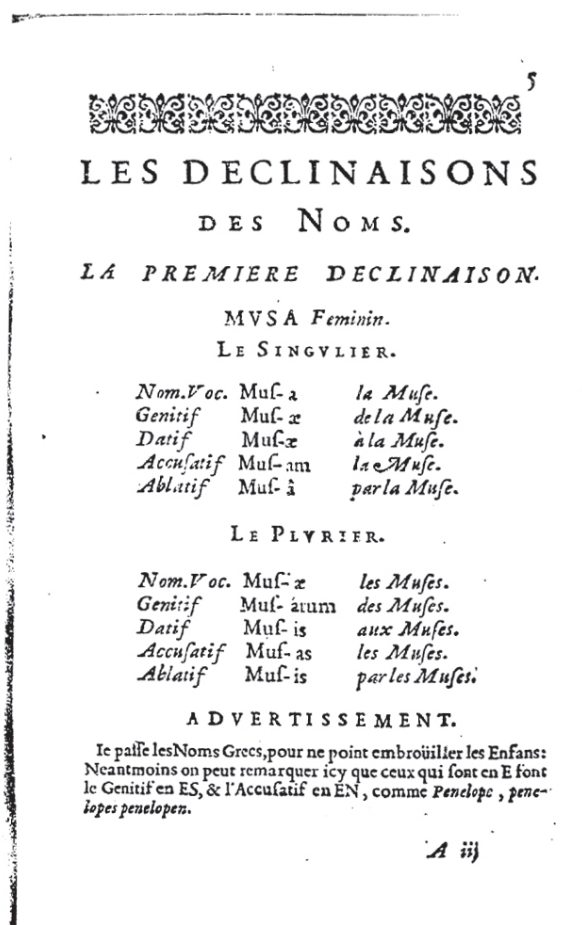 5
LES DECLINAISONS
DES NOMS.
LA PREMIERE DECLINAISON.
MVSA Feminin.
LE SINGVLIER.
Nom. Voc. Muſ- a la Muſe.
Genitif Muſ- æ de la Muſe.
Datif Muſ-æ à la Muſe.
Accuſatif Muſ- am la Muſe.
Ablatif Muſ- â par la Muſe.
LE PLVRIER.
Nom. Voc. Muſ- æ les Muſes.
Genitif Muſ- árum des Muſes.
Datif Muſ- is aux Muſes.
Accuſatif Muſ- as les Muſes.
Ablatif Muſ- is par les Muſes.
ADVERTISSEMENT.
Ie paſſe les Noms Grecs, pour ne point embroüiller les Enfans:
Neantmoins on peut remarquer icy que ceux qui ſont en E font
le Genitif en ES, & l'Accuſatif en EN, comme Penelope, pene-
lopes penelopen.
A iij